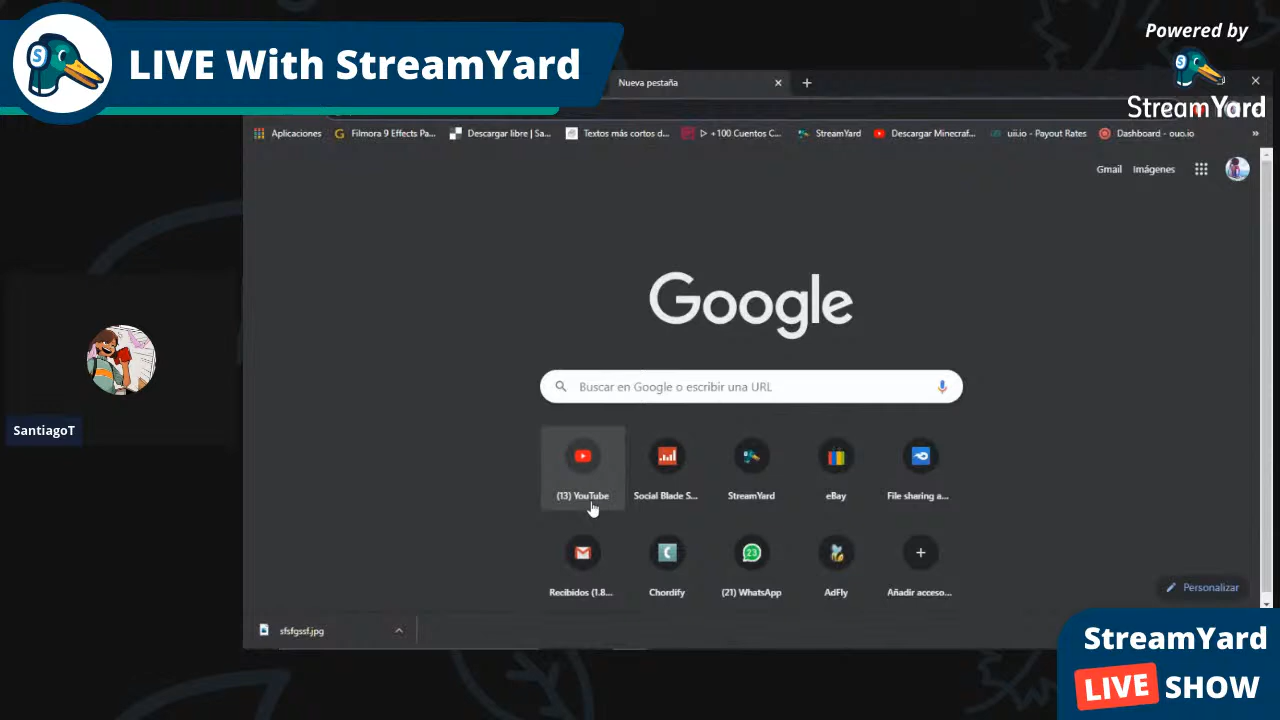 LIVE With StreamYard
Powered by
StreamYard
Nueva pestaña
Aplicaciones
Filmora 9 Effects Pa...
Descargar libre | Sa...
Textos más cortos d...
+100 Cuentos C...
StreamYard
Descargar Minecraf...
uii.io - Payout Rates
Dashboard - ouo.io
Gmail
Imágenes
Google
Buscar en Google o escribir una URL
(13) YouTube
Social Blade S...
StreamYard
eBay
File sharing a...
Recibidos (1.8...
Chordify
23
(21) WhatsApp
AdFly
Añadir acceso...
Personalizar
SantiagoT
sfsfgssf.jpg
StreamYard
LIVE SHOW